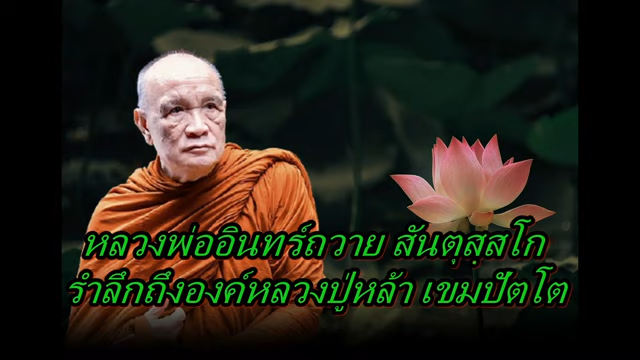 หลวงพ่ออินทร์ถวาย สันตุสฺสโก
รำลึกถึงองค์หลวงปู่หล้า เขมปัตโต